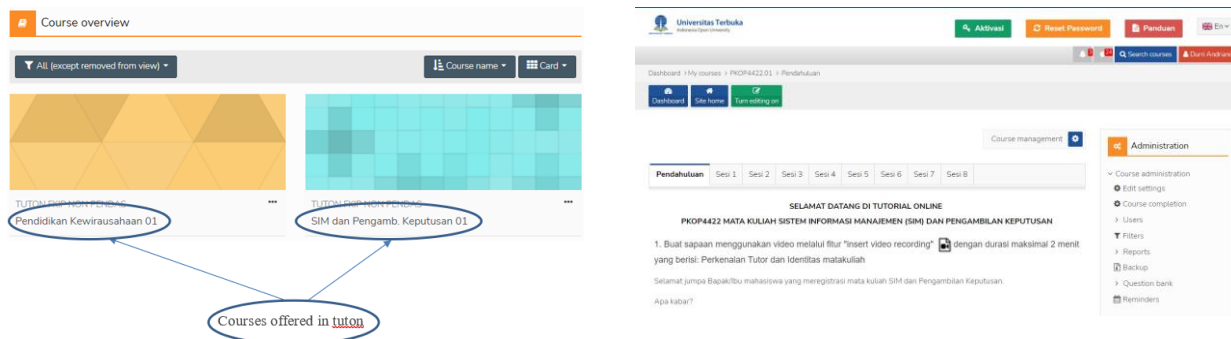 Course overview
All (except removed from view)
Course name
Card
TUTON FKIP NON PENDAS
...
Pendidikan Kewirausahaan 01
TUTON FKIP NON PENDAS
...
SIM dan Pengamb. Keputusan 01
Courses offered in tuton
Universitas Terbuka
Indonesia Open University
Aktivasi
Reset Password
Panduan
En
Search courses
Durri Andriani
Dashboard > My courses > PKOP4422.01 > Pendahuluan
Dashboard
Site home
Turn editing on
Course management
Pendahuluan Sesi 1 Sesi 2 Sesi 3 Sesi 4 Sesi 5 Sesi 6 Sesi 7 Sesi 8
SELAMAT DATANG DI TUTORIAL ONLINE
PKOP4422 MATA KULIAH SISTEM INFORMASI MANAJEMEN (SIM) DAN PENGAMBILAN KEPUTUSAN
1. Buat sapaan menggunakan video melalui fitur "insert video recording" dengan durasi maksimal 2 menit
yang berisi: Perkenalan Tutor dan Identitas matakuliah
Selamat jumpa Bapak/Ibu mahasiswa yang meregistrasi mata kuliah SIM dan Pengambilan Keputusan.
Apa kabar?
Administration
Course administration
Edit settings
Course completion
> Users
Filters
> Reports
Backup
> Question bank
Reminders